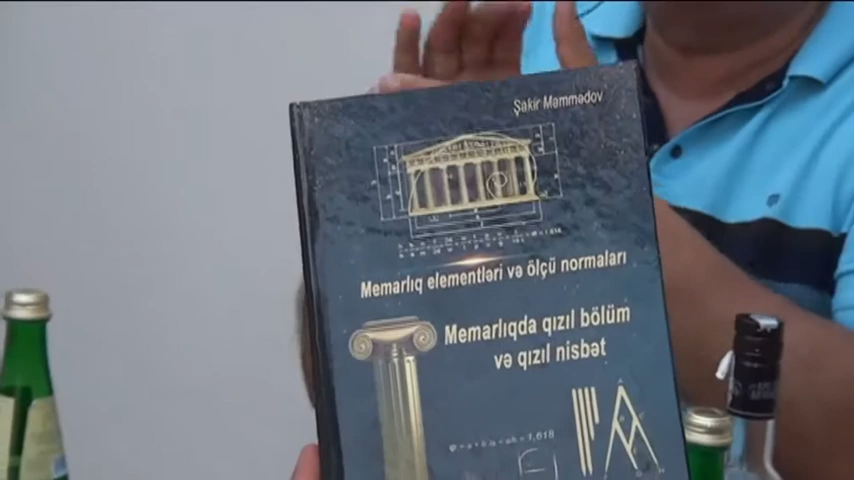 Şakir Məmmədov
Memarlıq elementləri və ölçü normaları
Memarlıqda qızıl bölüm
və qızıl nisbət